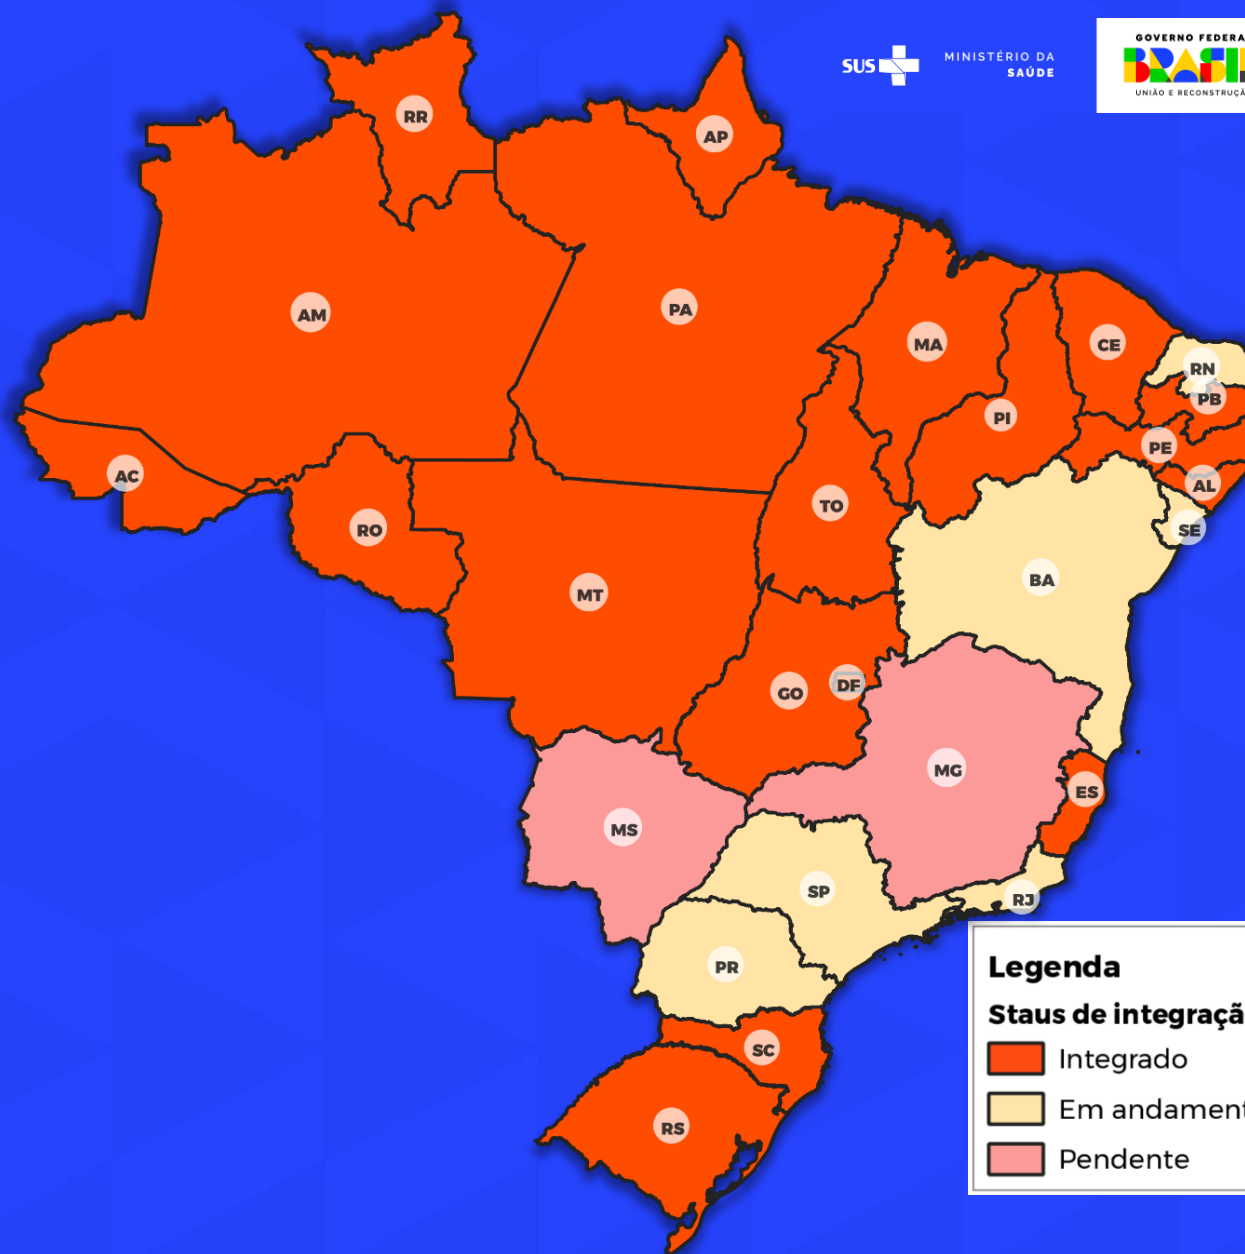 SUS
MINISTÉRIO DA
SAÚDE
GOVERNO FEDERA
BRASIL
UNIÃO E RECONSTRUÇÃ
RR
AP
AM
PA
MA
CE
RN
PB
PI
PE
AC
AL
TO
SE
RO
BA
MT
GO
DF
MG
ES
MS
SP
RJ
PR
SC
RS
Legenda
Staus de integraçã
Integrado
Em andament
Pendente